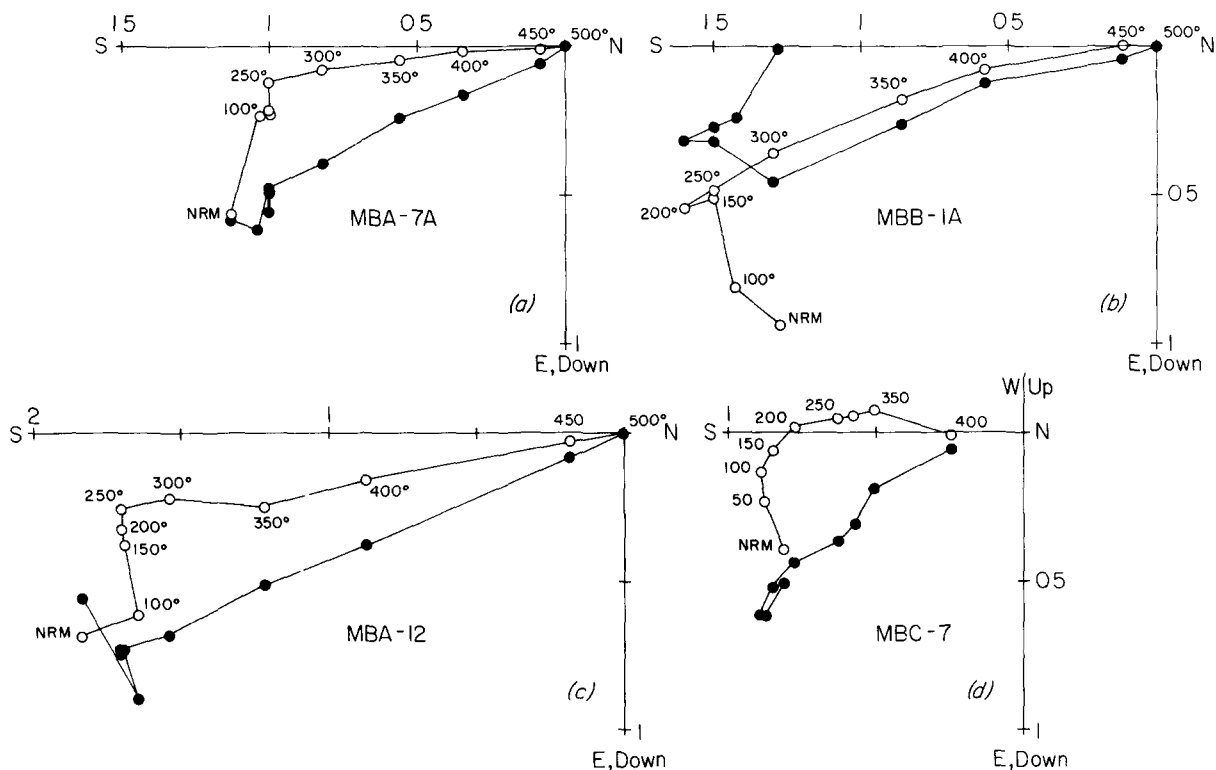 15 1 05
S 500° N
450°
400°
350°
300°
250°
100°
NRM
MBA-7A
(a)
1
E, Down
15 1 05
S 450° 500° N
400°
350°
300°
250°
200° 150°
05
MBB-1A
100°
NRM
(b)
1
E, Down
2
S 450 500° N
400°
350°
300°
250°
200°
150°
100°
NRM
MBA-12
(c)
1
E, Down
W Up
1
S N
350
400
250
200
150
100
50
NRM
05
MBC-7
(d)
1
E, Down